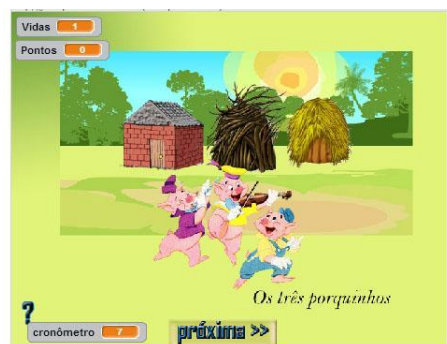 Vidas 1
Pontos 0
Os três porquinhos
?
cronômetro 7
próxima >>